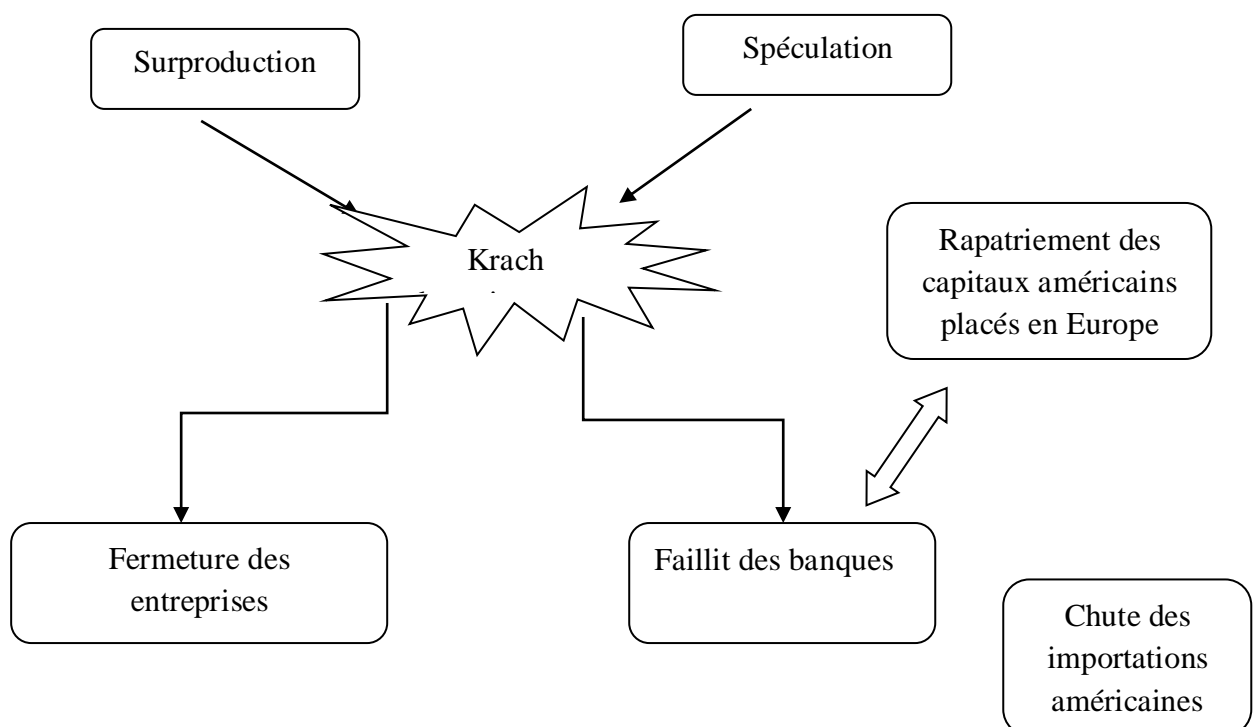 Surproduction
Spéculation
Krach
Rapatriement des
capitaux américains
placés en Europe
Fermeture des
entreprises
Faillit des banques
Chute des
importations
américaines